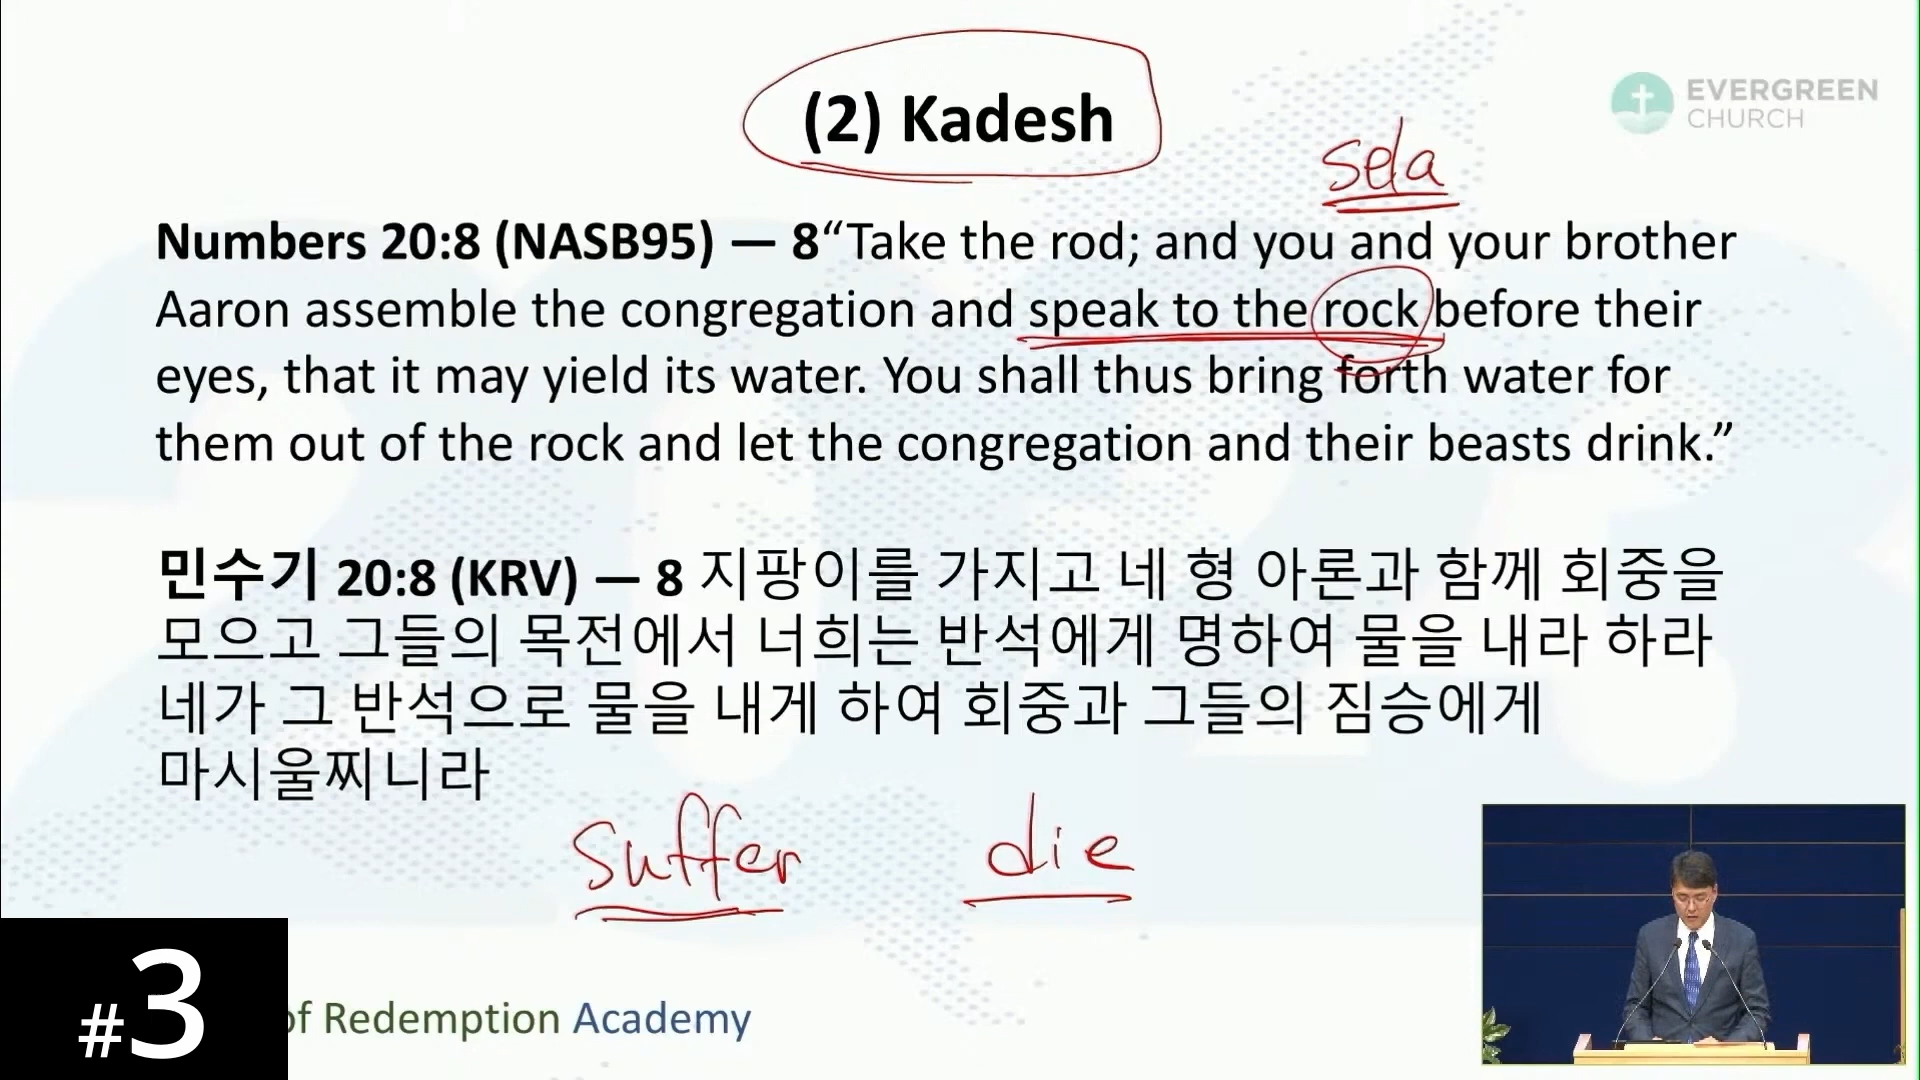 (2) Kadesh
EVERGREEN
CHURCH
sela
Numbers 20:8 (NASB95) — 8“Take the rod; and you and your brother
Aaron assemble the congregation and speak to the rock before their
eyes, that it may yield its water. You shall thus bring forth water for
them out of the rock and let the congregation and their beasts drink.”
민수기 20:8 (KRV) — 8 지팡이를 가지고 네 형 아론과 함께 회중을
모으고 그들의 목전에서 너희는 반석에게 명하여 물을 내라 하라
네가 그 반석으로 물을 내게 하여 회중과 그들의 짐승에게
마시울찌니라
suffer die
#3
of Redemption Academy